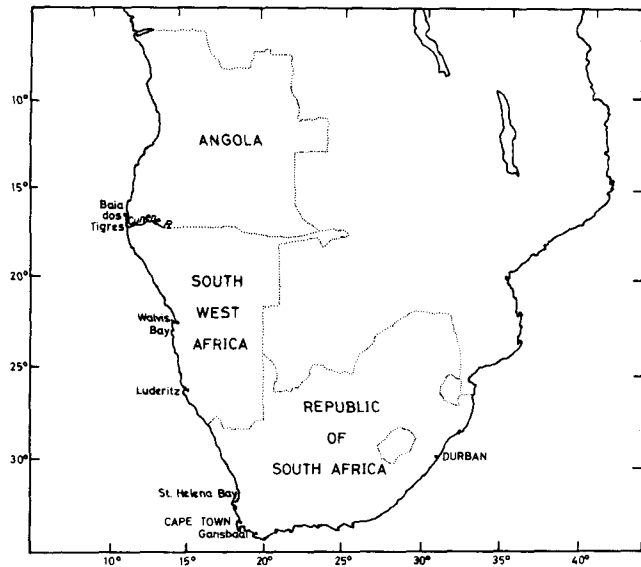 10°
ANGOLA
15°
Baia
dos
Tigres
Cunene R.
20°
SOUTH
WEST
AFRICA
Walvis
Bay
25°
Luderitz
REPUBLIC
OF
SOUTH AFRICA
30°
DURBAN
St. Helena Bay
CAPE TOWN
Gansbaai
10°
15°
20°
25°
30°
35°
40°